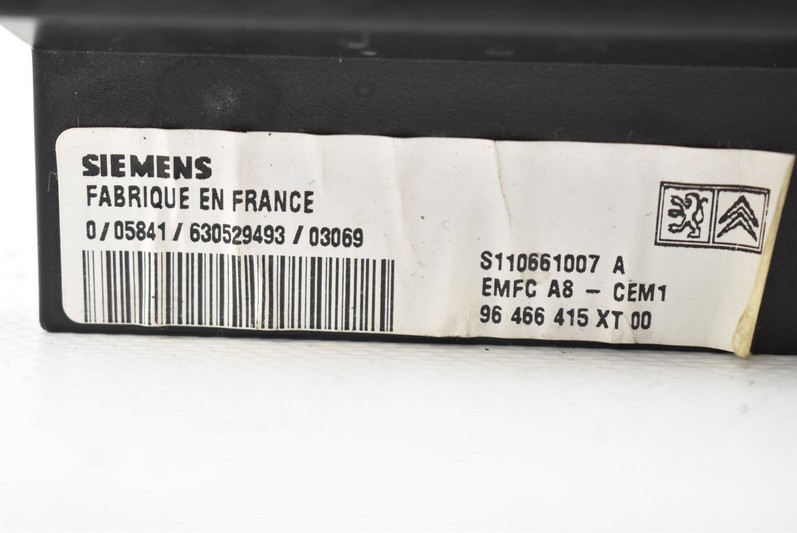 SIEMENS
FABRIQUE EN FRANCE
0/05841/630529493/03069
S110661007 A
EMFC A8 - CEM1
96 466 415 XT 00